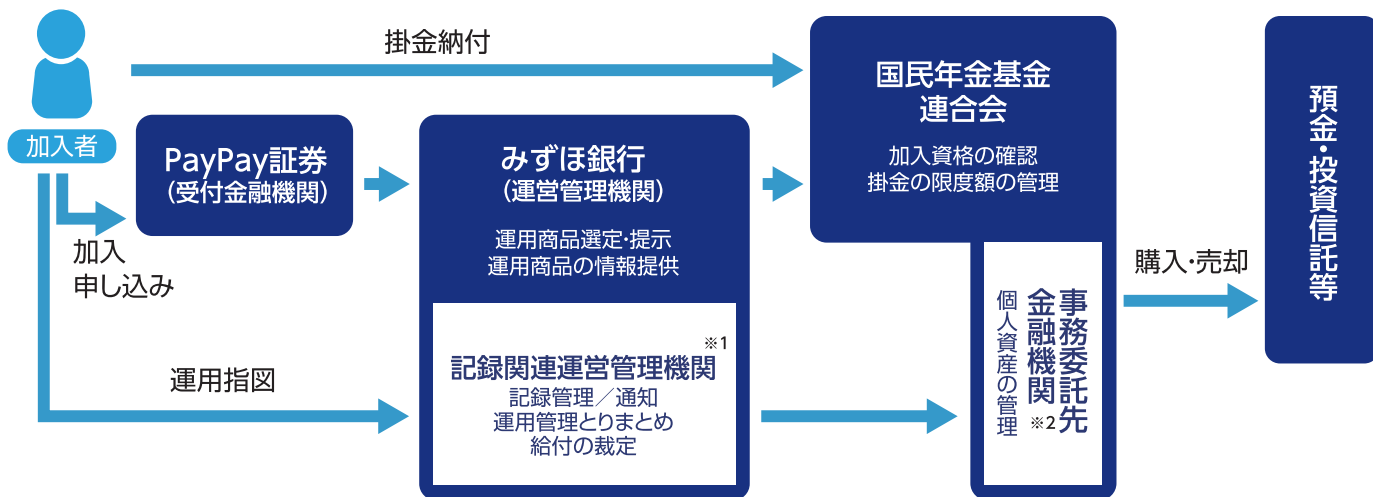 掛金納付
加入者
PayPay証券
(受付金融機関)
加入
申し込み
みずほ銀行
(運営管理機関)
運用商品選定・提示
運用商品の情報提供
運用指図
※1
記録関連運営管理機関
記録管理／通知
運用管理とりまとめ
給付の裁定
国民年金基金
連合会
加入資格の確認
掛金の限度額の管理
事務委託先
金融機関※2
個人資産の管理
購入・売却
預金・投資信託等